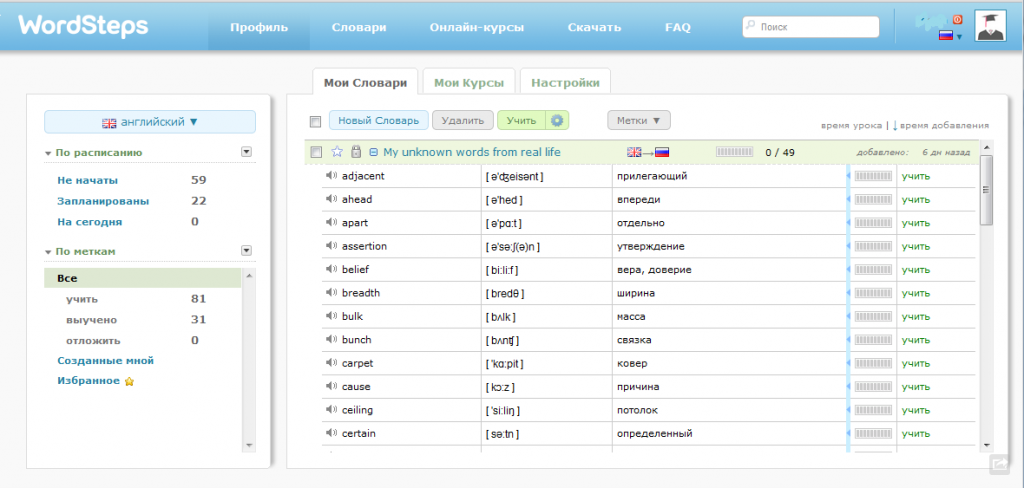 WordSteps
Профиль Словари Онлайн-курсы Скачать FAQ Поиск
Мои Словари Мои Курсы Настройки
английский ▼
По расписанию
Не начаты 59
Запланированы 22
На сегодня 0
По меткам
Все
учить 81
выучено 31
отложить 0
Созданные мной
Избранное
Новый Словарь Удалить Учить Метки ▼
время урока | ↓ время добавления
My unknown words from real life → 0 / 49 добавлено: 6 дн назад
adjacent [ ə'ʤeisənt ] прилегающий учить
ahead [ ə'hed ] впереди учить
apart [ ə'pɑ:t ] отдельно учить
assertion [ ə'sə:ʃ(ə)n ] утверждение учить
belief [ bi:li:f ] вера, доверие учить
breadth [ bredθ ] ширина учить
bulk [ bʌlk ] масса учить
bunch [ bʌnʧ ] связка учить
carpet [ 'kɑ:pit ] ковер учить
cause [ kɔ:z ] причина учить
ceiling [ 'si:liŋ ] потолок учить
certain [ sə:tn ] определенный учить